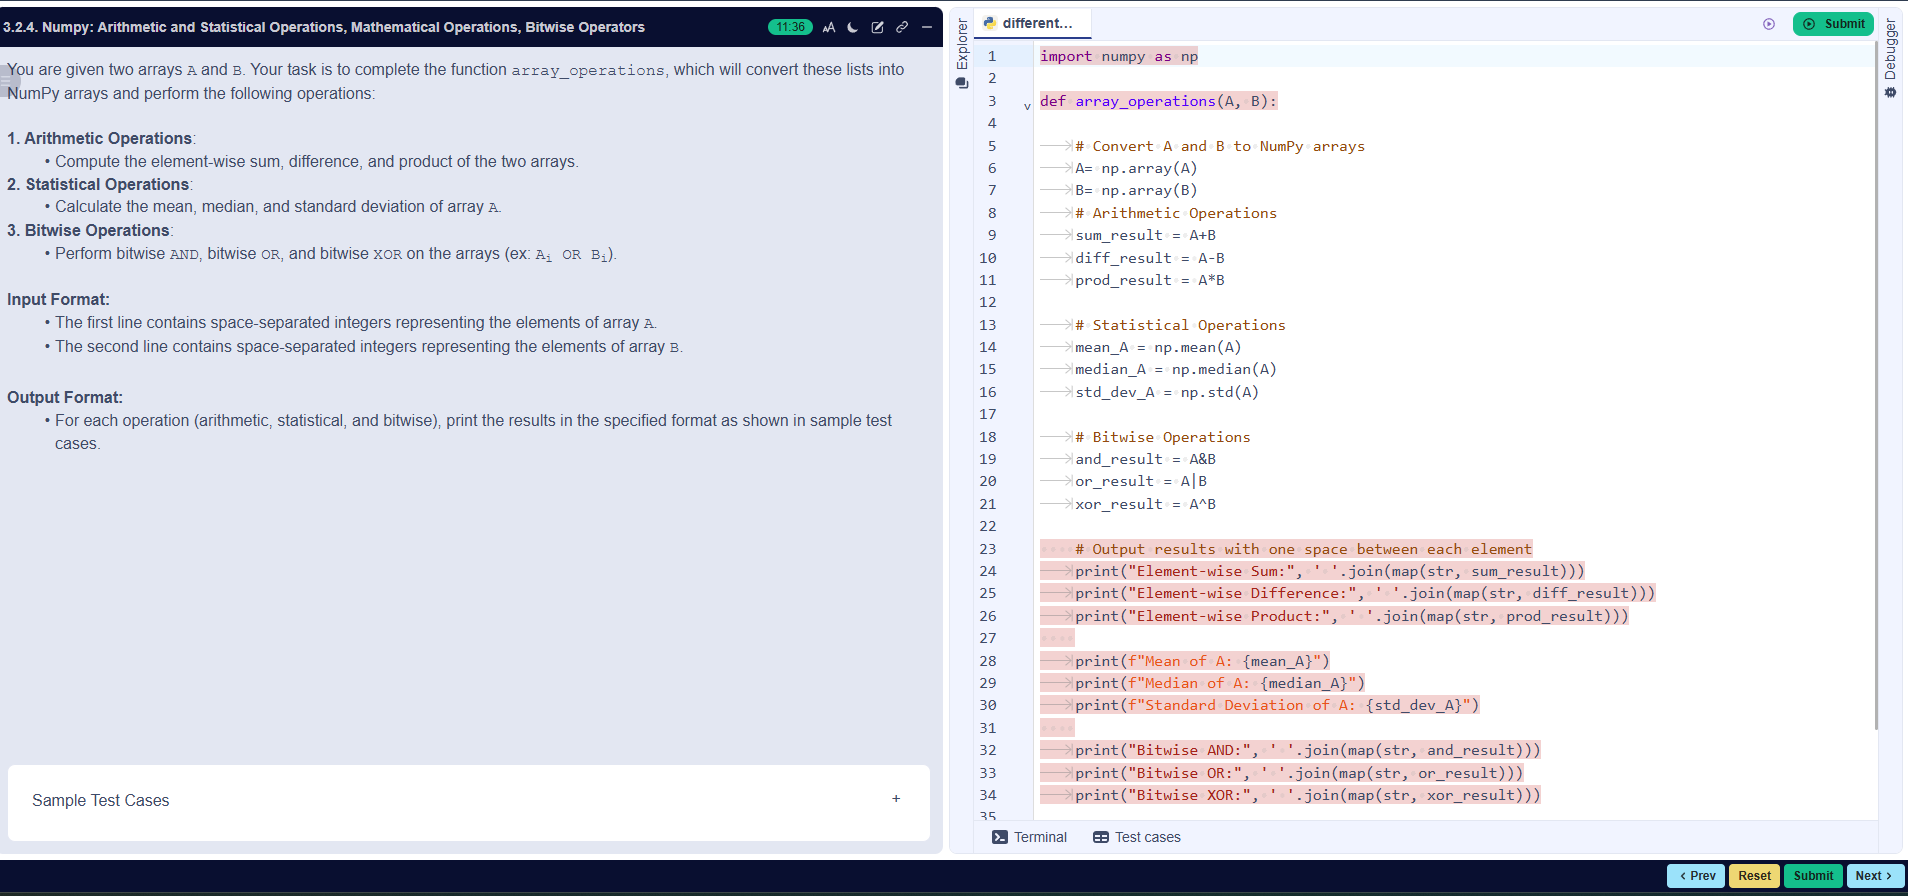 3.2.4. Numpy: Arithmetic and Statistical Operations, Mathematical Operations, Bitwise Operators
11:36
You are given two arrays A and B. Your task is to complete the function array_operations, which will convert these lists into
NumPy arrays and perform the following operations:
1. Arithmetic Operations:
• Compute the element-wise sum, difference, and product of the two arrays.
2. Statistical Operations:
• Calculate the mean, median, and standard deviation of array A.
3. Bitwise Operations:
• Perform bitwise AND, bitwise OR, and bitwise XOR on the arrays (ex: Ai OR Bi).
Input Format:
• The first line contains space-separated integers representing the elements of array A.
• The second line contains space-separated integers representing the elements of array B.
Output Format:
• For each operation (arithmetic, statistical, and bitwise), print the results in the specified format as shown in sample test
cases.
Sample Test Cases +
Explorer
different...
Submit
Debugger
1 import numpy as np
2
3 def array_operations(A, B):
4
5 # Convert A and B to NumPy arrays
6 A= np.array(A)
7 B= np.array(B)
8 # Arithmetic Operations
9 sum_result = A+B
10 diff_result = A-B
11 prod_result = A*B
12
13 # Statistical Operations
14 mean_A = np.mean(A)
15 median_A = np.median(A)
16 std_dev_A = np.std(A)
17
18 # Bitwise Operations
19 and_result = A&B
20 or_result = A|B
21 xor_result = A^B
22
23 # Output results with one space between each element
24 print("Element-wise Sum:", ' '.join(map(str, sum_result)))
25 print("Element-wise Difference:", ' '.join(map(str, diff_result)))
26 print("Element-wise Product:", ' '.join(map(str, prod_result)))
27
28 print(f"Mean of A: {mean_A}")
29 print(f"Median of A: {median_A}")
30 print(f"Standard Deviation of A: {std_dev_A}")
31
32 print("Bitwise AND:", ' '.join(map(str, and_result)))
33 print("Bitwise OR:", ' '.join(map(str, or_result)))
34 print("Bitwise XOR:", ' '.join(map(str, xor_result)))
35
Terminal Test cases
< Prev Reset Submit Next >